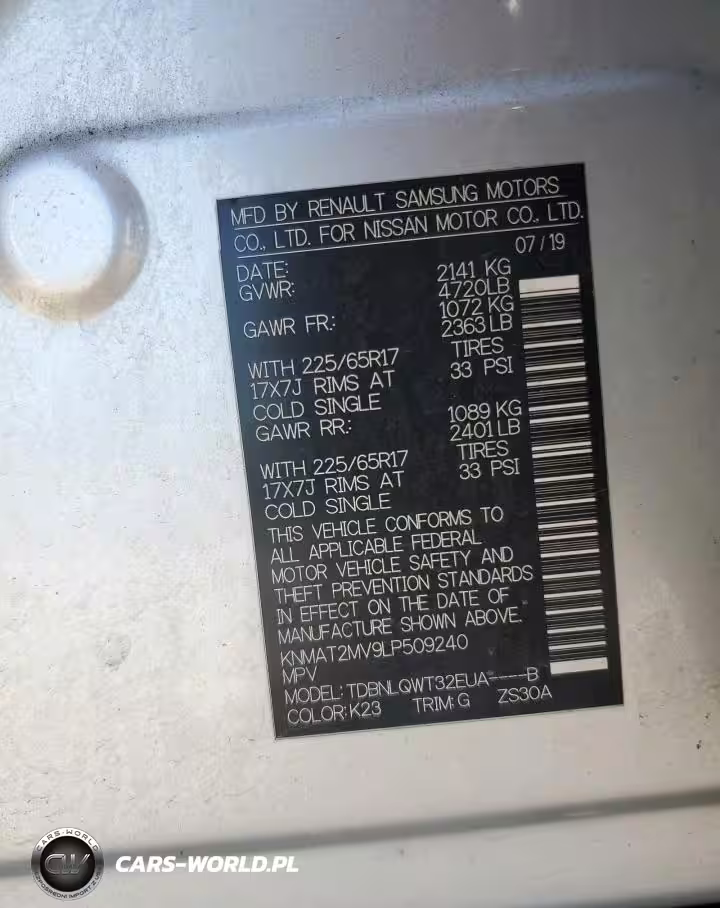 MFD BY RENAULT SAMSUNG MOTORS
CO., LTD. FOR NISSAN MOTOR CO., LTD.
DATE: 07/19
GVWR: 2141 KG
4720LB
GAWR FR.: 1072 KG
2363 LB
WITH 225/65R17 TIRES
17X7J RIMS AT 33 PSI
COLD SINGLE
GAWR RR.: 1089 KG
2401 LB
WITH 225/65R17 TIRES
17X7J RIMS AT 33 PSI
COLD SINGLE
THIS VEHICLE CONFORMS TO
ALL APPLICABLE FEDERAL
MOTOR VEHICLE SAFETY AND
THEFT PREVENTION STANDARDS
IN EFFECT ON THE DATE OF
MANUFACTURE SHOWN ABOVE.
KNMAT2MV9LP509240
MPV
MODEL: TDBNLQWT32EUA----B
COLOR: K23 TRIM: G ZS30A
CARS-WORLD
CW
CARS-WORLD.PL